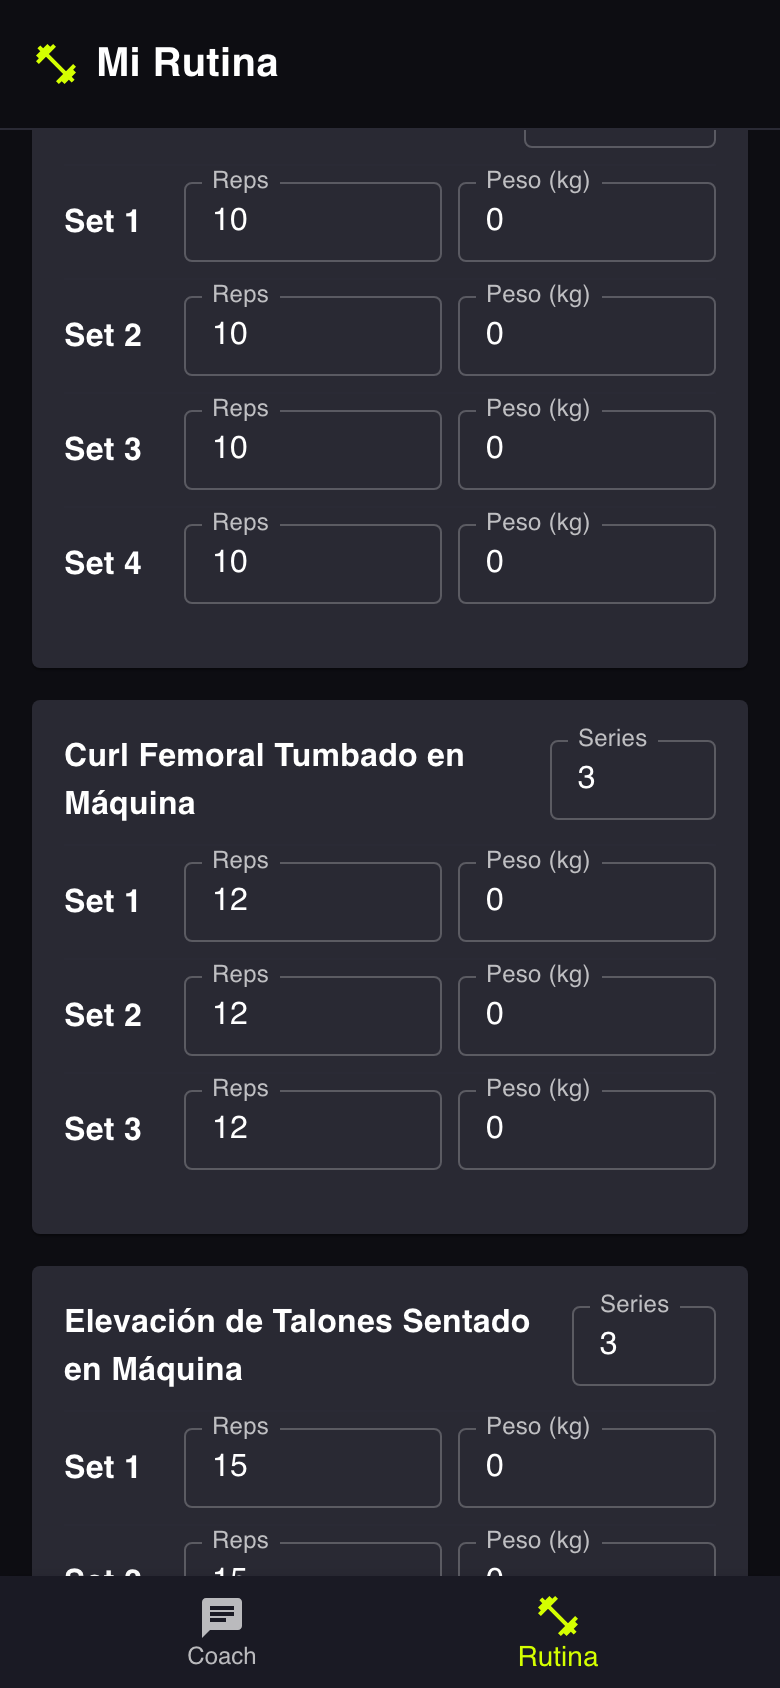 Mi Rutina
Set 1 Reps 10 Peso (kg) 0
Set 2 Reps 10 Peso (kg) 0
Set 3 Reps 10 Peso (kg) 0
Set 4 Reps 10 Peso (kg) 0
Curl Femoral Tumbado en
Máquina
Series
3
Set 1 Reps 12 Peso (kg) 0
Set 2 Reps 12 Peso (kg) 0
Set 3 Reps 12 Peso (kg) 0
Elevación de Talones Sentado
en Máquina
Series
3
Set 1 Reps 15 Peso (kg) 0
Reps Peso (kg)
Coach
Rutina